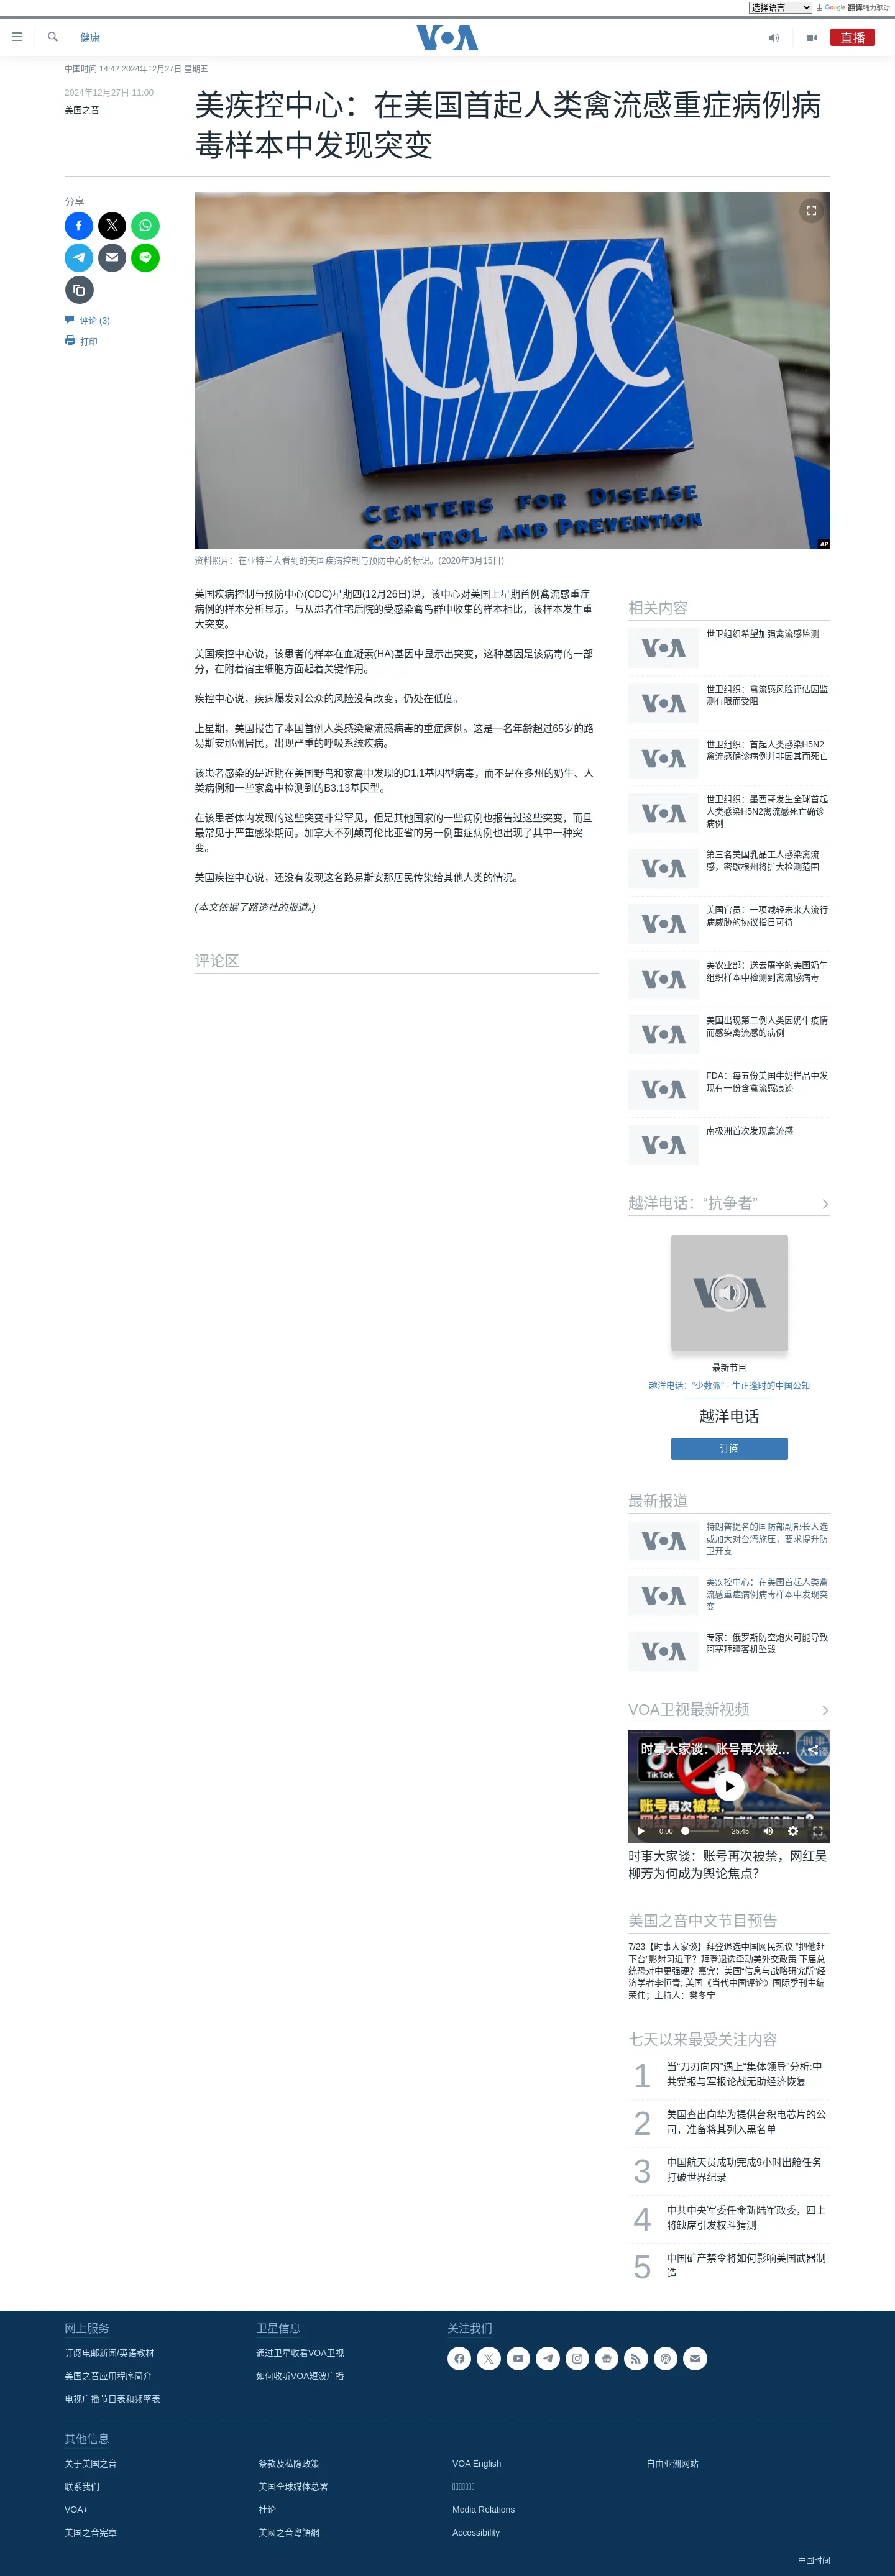 选择语言
由 Google 翻译强力驱动
健康
VOA
直播
中国时间 14:42 2024年12月27日 星期五
2024年12月27日 11:00
美国之音
美疾控中心：在美国首起人类禽流感重症病例病
毒样本中发现突变
分享
评论 (3)
打印
CDC
CENTERS FOR DISEASE
CONTROL AND PREVENTION
AP
资料照片：在亚特兰大看到的美国疾病控制与预防中心的标识。(2020年3月15日)
美国疾病控制与预防中心(CDC)星期四(12月26日)说，该中心对美国上星期首例禽流感重症
病例的样本分析显示，与从患者住宅后院的受感染禽鸟群中收集的样本相比，该样本发生重
大突变。
美国疾控中心说，该患者的样本在血凝素(HA)基因中显示出突变，这种基因是该病毒的一部
分，在附着宿主细胞方面起着关键作用。
疾控中心说，疾病爆发对公众的风险没有改变，仍处在低度。
上星期，美国报告了本国首例人类感染禽流感病毒的重症病例。这是一名年龄超过65岁的路
易斯安那州居民，出现严重的呼吸系统疾病。
该患者感染的是近期在美国野鸟和家禽中发现的D1.1基因型病毒，而不是在多州的奶牛、人
类病例和一些家禽中检测到的B3.13基因型。
在该患者体内发现的这些突变非常罕见，但是其他国家的一些病例也报告过这些突变，而且
最常见于严重感染期间。加拿大不列颠哥伦比亚省的另一例重症病例也出现了其中一种突
变。
美国疾控中心说，还没有发现这名路易斯安那居民传染给其他人类的情况。
(本文依据了路透社的报道。)
评论区
相关内容
VOA
世卫组织希望加强禽流感监测
VOA
世卫组织：禽流感风险评估因监
测有限而受阻
VOA
世卫组织：首起人类感染H5N2
禽流感确诊病例并非因其而死亡
VOA
世卫组织：墨西哥发生全球首起
人类感染H5N2禽流感死亡确诊
病例
VOA
第三名美国乳品工人感染禽流
感，密歇根州将扩大检测范围
VOA
美国官员：一项减轻未来大流行
病威胁的协议指日可待
VOA
美农业部：送去屠宰的美国奶牛
组织样本中检测到禽流感病毒
VOA
美国出现第二例人类因奶牛疫情
而感染禽流感的病例
VOA
FDA：每五份美国牛奶样品中发
现有一份含禽流感痕迹
VOA
南极洲首次发现禽流感
越洋电话：“抗争者”
VOA
最新节目
越洋电话："少数派" - 生正逢时的中国公知
越洋电话
订阅
最新报道
VOA
特朗普提名的国防部副部长人选
或加大对台湾施压，要求提升防
卫开支
VOA
美疾控中心：在美国首起人类禽
流感重症病例病毒样本中发现突
变
VOA
专家：俄罗斯防空炮火可能导致
阿塞拜疆客机坠毁
VOA卫视最新视频
时事大家谈：账号再次被...
TikTok
账号再次被禁，
0:00
25:45
时事大家谈：账号再次被禁，网红吴
柳芳为何成为舆论焦点？
美国之音中文节目预告
7/23【时事大家谈】拜登退选中国网民热议 “把他赶
下台”影射习近平？拜登退选牵动美外交政策 下届总
统恐对中更强硬？嘉宾：美国“信息与战略研究所”经
济学者李恒青; 美国《当代中国评论》国际季刊主编
荣伟；主持人：樊冬宁
七天以来最受关注内容
1
当“刀刃向内”遇上“集体领导”分析:中
共党报与军报论战无助经济恢复
2
美国查出向华为提供台积电芯片的公
司，准备将其列入黑名单
3
中国航天员成功完成9小时出舱任务
打破世界纪录
4
中共中央军委任命新陆军政委，四上
将缺席引发权斗猜测
5
中国矿产禁令将如何影响美国武器制
造
网上服务
订阅电邮新闻/英语教材
美国之音应用程序简介
电视广播节目表和频率表
卫星信息
通过卫星收看VOA卫视
如何收听VOA短波广播
关注我们
其他信息
关于美国之音
条款及私隐政策
VOA English
自由亚洲网站
联系我们
美国全球媒体总署
VOA+
社论
Media Relations
美国之音宪章
美國之音粵語網
Accessibility
中国时间